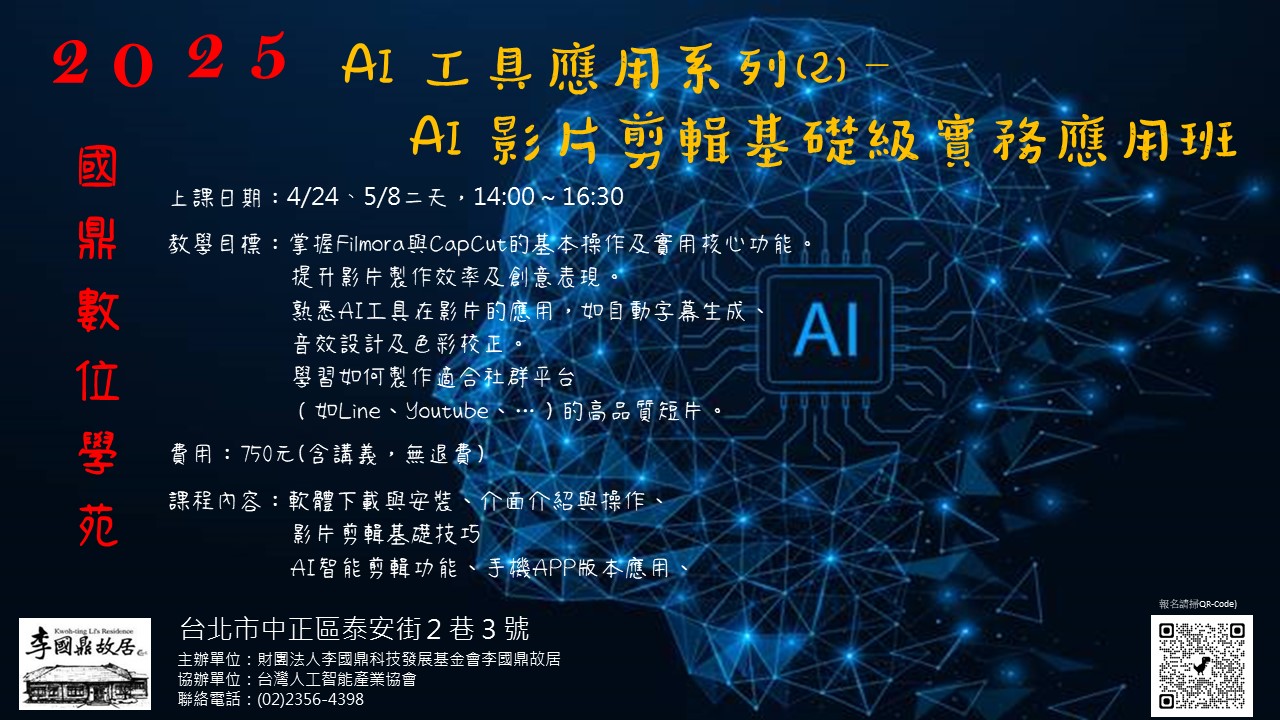 2025 AI 工具應用系列(2) –
AI 影片剪輯基礎級實務應用班
國鼎數位學苑
上課日期：4/24、5/8二天，14:00 ~ 16:30
教學目標：掌握Filmora與CapCut的基本操作及實用核心功能。
提升影片製作效率及創意表現。
熟悉AI工具在影片的應用，如自動字幕生成、
音效設計及色彩校正。
學習如何製作適合社群平台
（如Line、Youtube、…）的高品質短片。
費用：750元(含講義，無退費)
課程內容：軟體下載與安裝、介面介紹與操作、
影片剪輯基礎技巧
AI智能剪輯功能、手機APP版本應用、
AI
Kwoh-ting Li's Residence
李國鼎故居
台北市中正區泰安街２巷３號
主辦單位：財團法人李國鼎科技發展基金會李國鼎故居
協辦單位：台灣人工智能產業協會
聯絡電話：(02)2356-4398
報名請掃QR-Code)